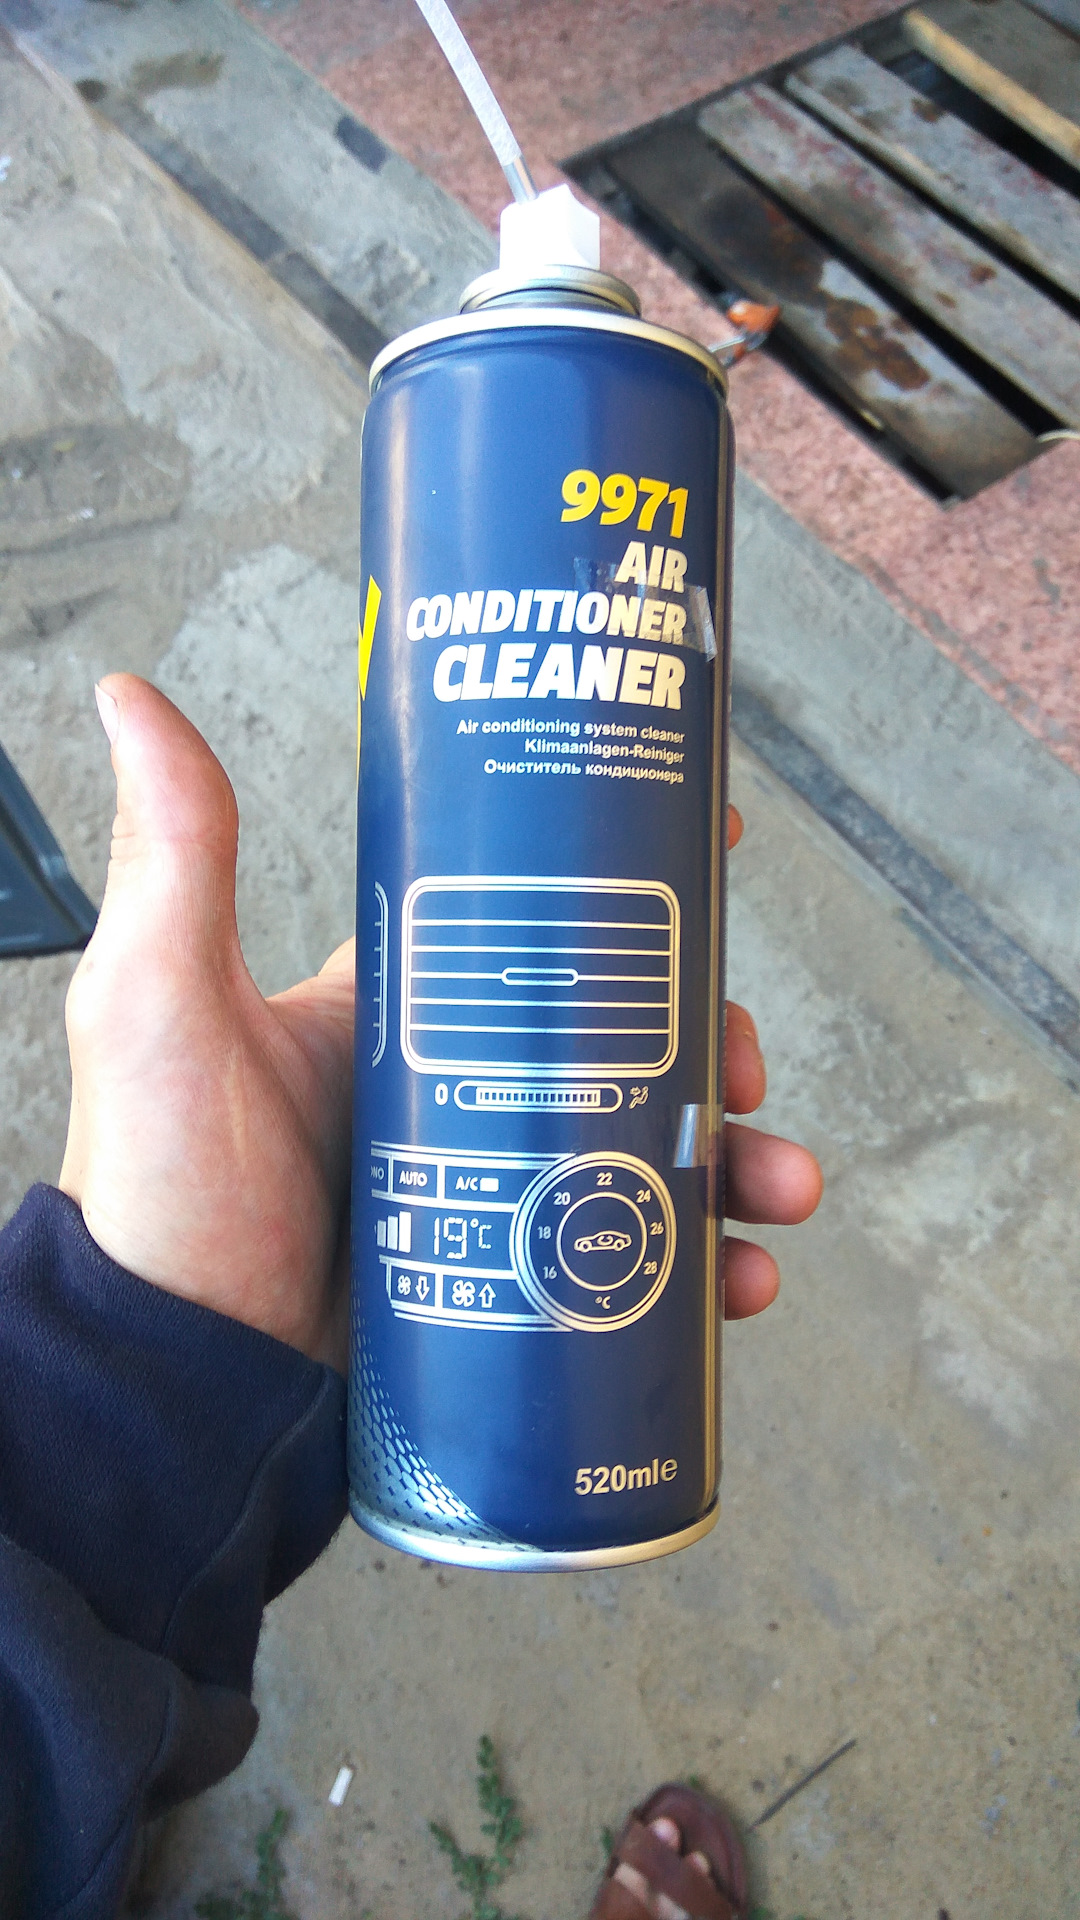 9971
AIR
CONDITIONER
CLEANER
Air conditioning system cleaner
Klimaanlagen-Reiniger
Очиститель кондиционера
0
AUTO A/C
19°C
16 18 20 22 24 26 28
°C
520ml℮